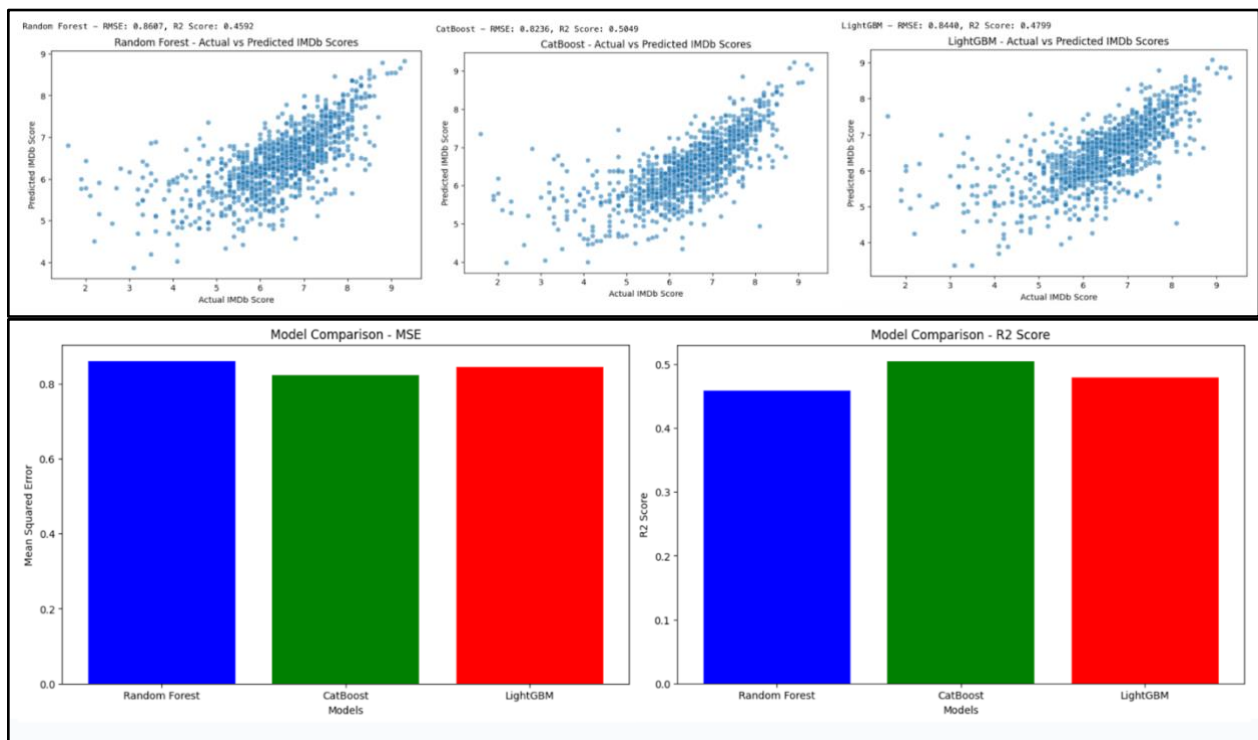 Random Forest – RMSE: 0.8607, R2 Score: 0.4592
Random Forest - Actual vs Predicted IMDb Scores
9
8
7
6
5
4
Predicted IMDb Score
2 3 4 5 6 7 8 9
Actual IMDb Score
CatBoost – RMSE: 0.8236, R2 Score: 0.5049
CatBoost - Actual vs Predicted IMDb Scores
9
8
7
6
5
4
Predicted IMDb Score
2 3 4 5 6 7 8 9
Actual IMDb Score
LightGBM – RMSE: 0.8440, R2 Score: 0.4799
LightGBM - Actual vs Predicted IMDb Scores
9
8
7
6
5
4
Predicted IMDb Score
2 3 4 5 6 7 8 9
Actual IMDb Score
Model Comparison - MSE
0.8
0.6
0.4
0.2
0.0
Mean Squared Error
Random Forest CatBoost LightGBM
Models
Model Comparison - R2 Score
0.5
0.4
0.3
0.2
0.1
0.0
R2 Score
Random Forest CatBoost LightGBM
Models